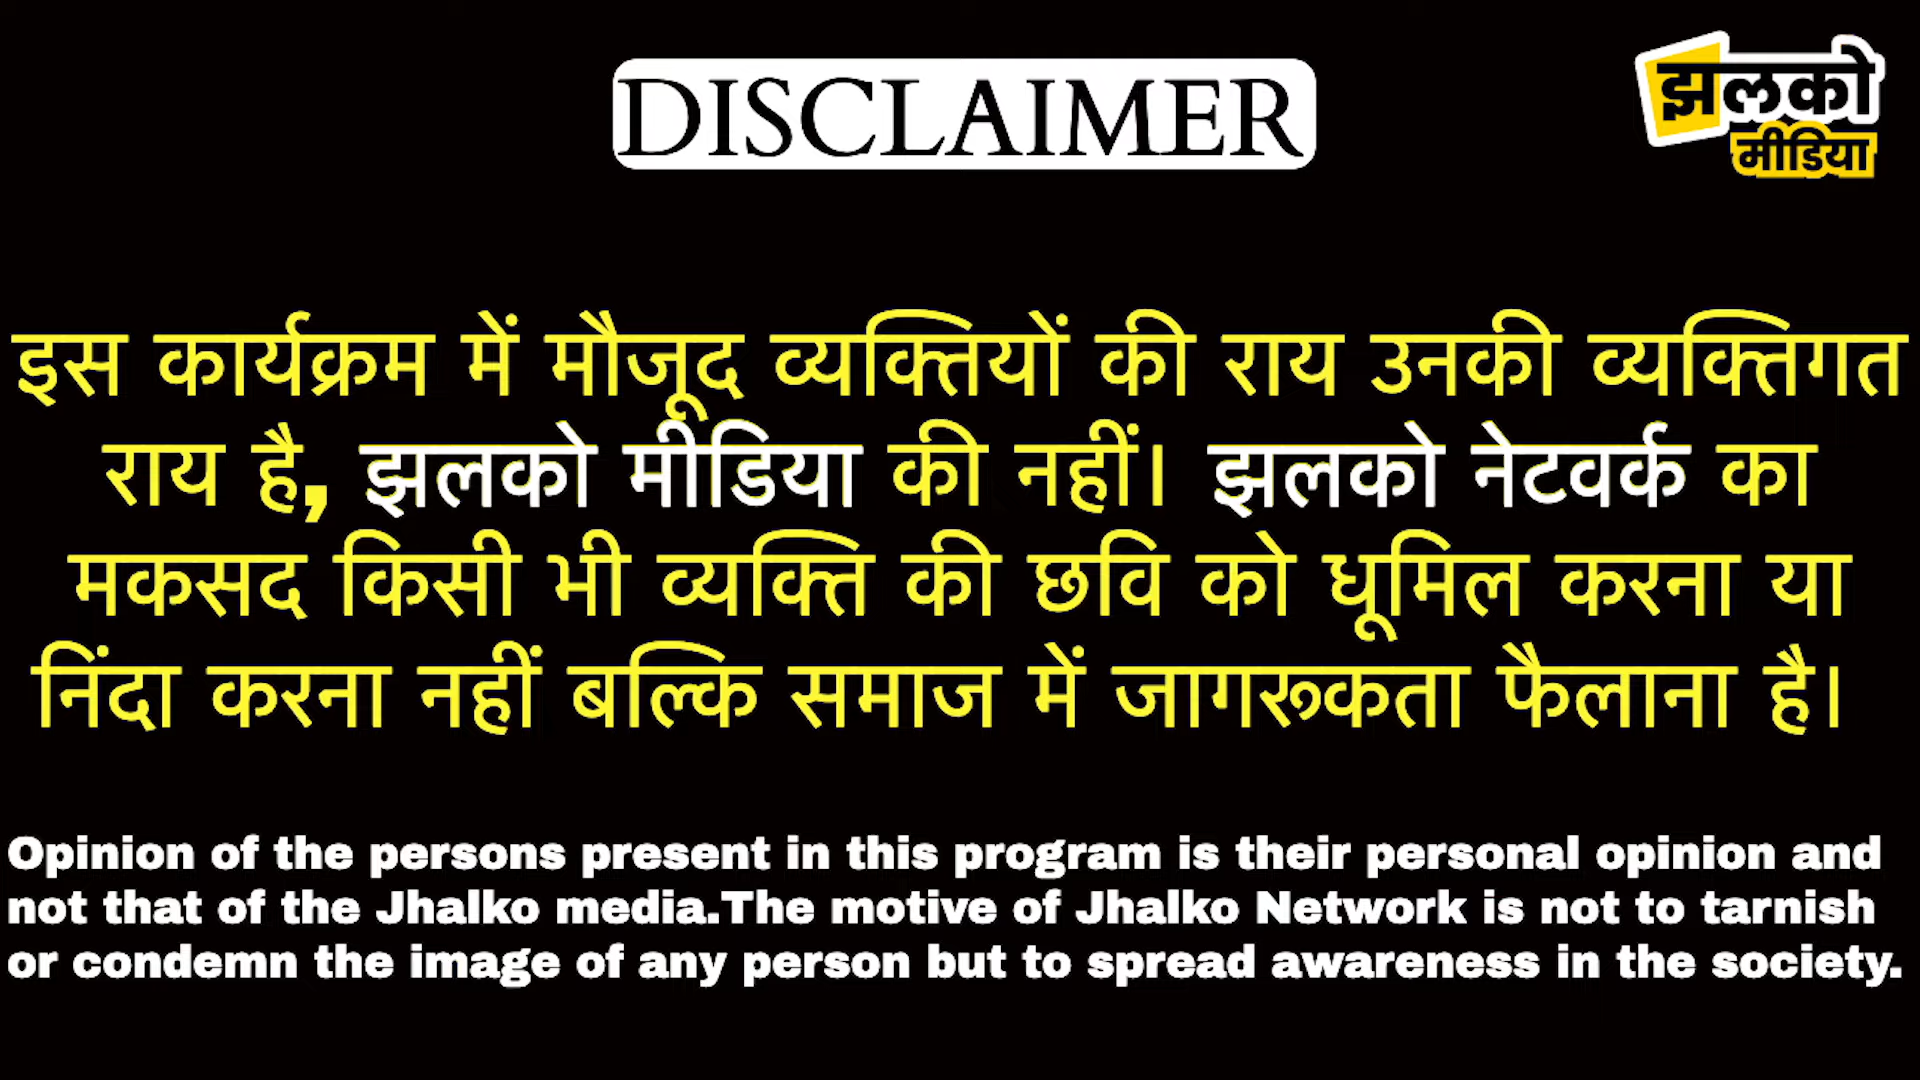 DISCLAIMER
झलको
मीडिया
इस कार्यक्रम में मौजूद व्यक्तियों की राय उनकी व्यक्तिगत
राय है, झलको मीडिया की नहीं। झलको नेटवर्क का
मकसद किसी भी व्यक्ति की छवि को धूमिल करना या
निंदा करना नहीं बल्कि समाज में जागरूकता फैलाना है।
Opinion of the persons present in this program is their personal opinion and
not that of the Jhalko media.The motive of Jhalko Network is not to tarnish
or condemn the image of any person but to spread awareness in the society.